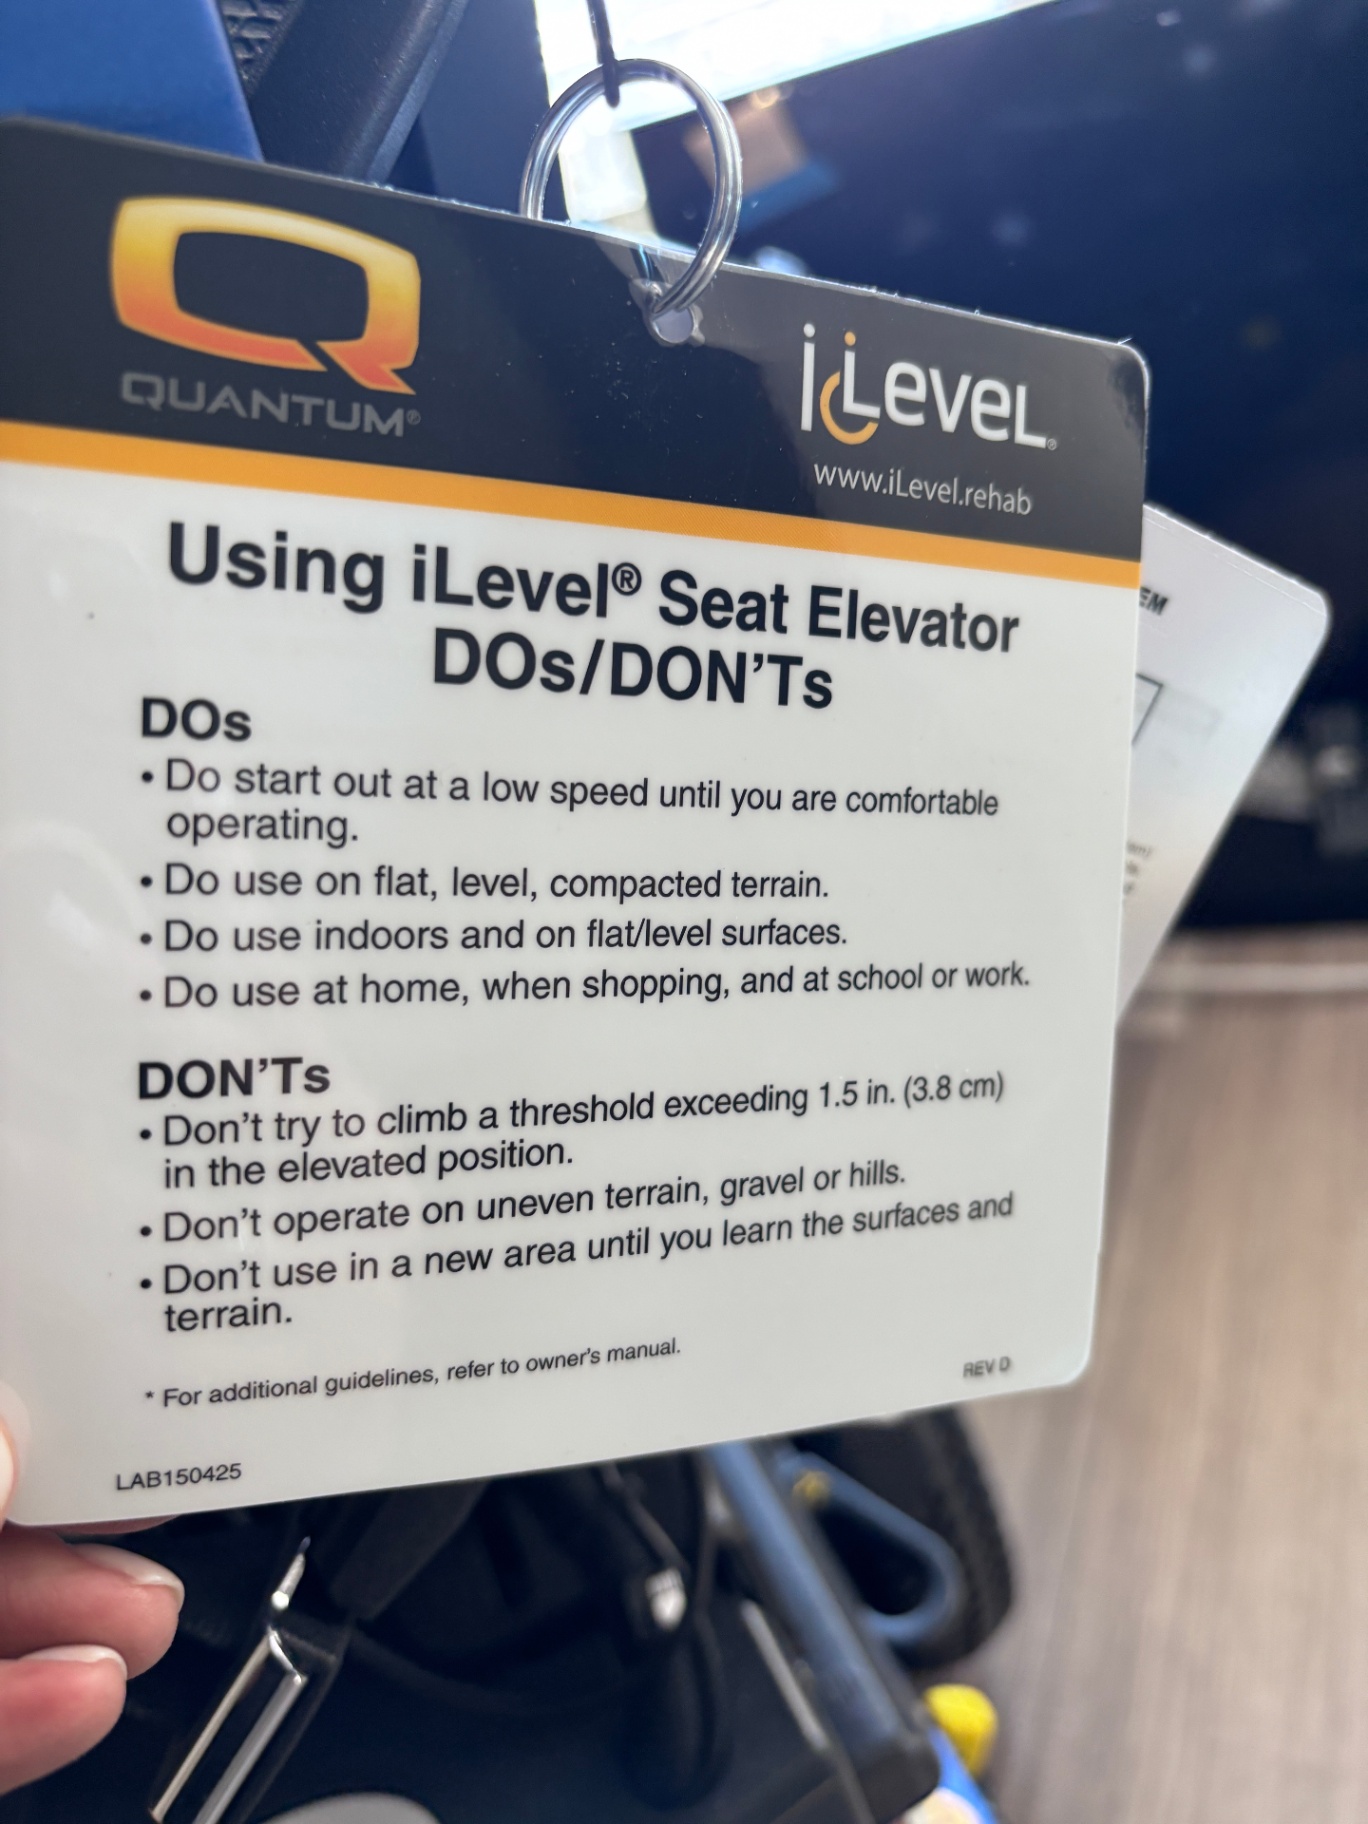 QUANTUM®
iLevel®
www.iLevel.rehab
Using iLevel® Seat Elevator
DOs/DON'Ts
DOs
• Do start out at a low speed until you are comfortable
operating.
• Do use on flat, level, compacted terrain.
• Do use indoors and on flat/level surfaces.
• Do use at home, when shopping, and at school or work.
DON'Ts
• Don't try to climb a threshold exceeding 1.5 in. (3.8 cm)
in the elevated position.
• Don't operate on uneven terrain, gravel or hills.
• Don't use in a new area until you learn the surfaces and
terrain.
* For additional guidelines, refer to owner's manual.
REV D
LAB150425
EM